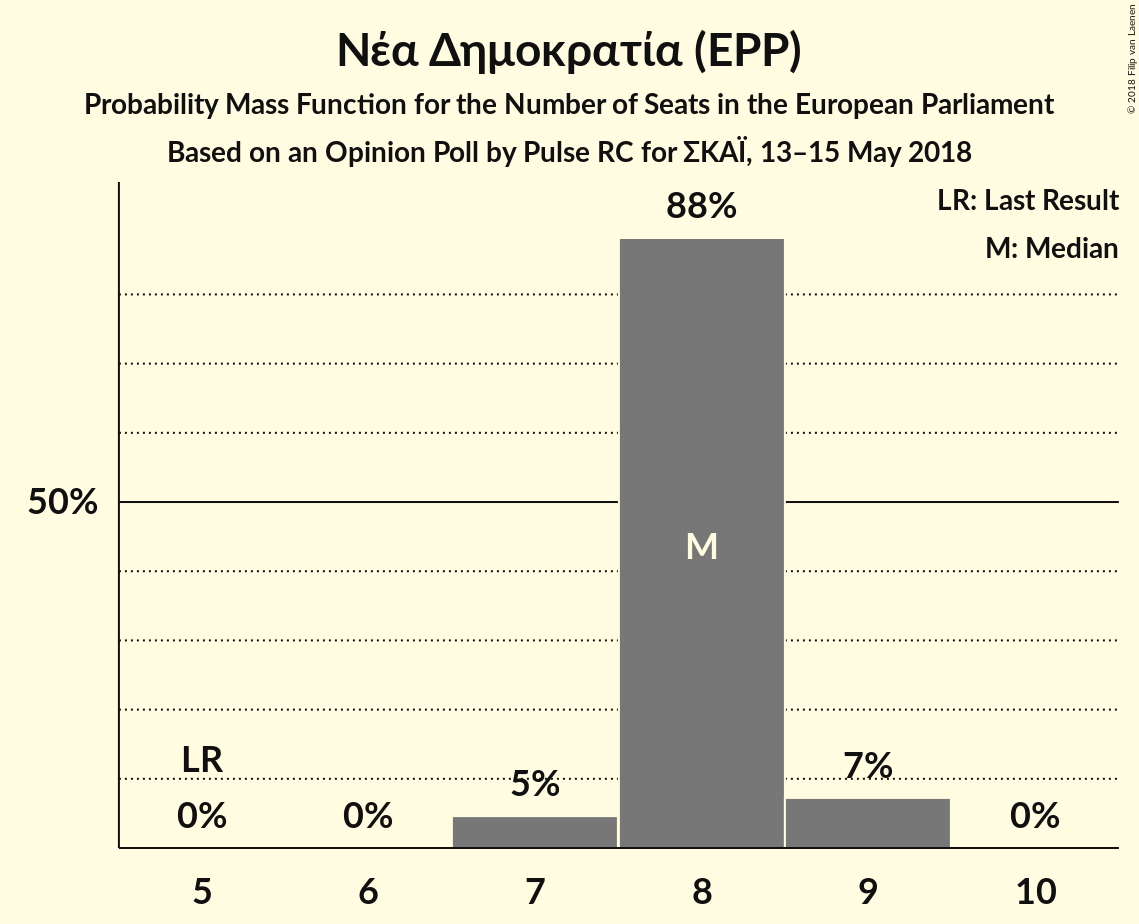 Νέα Δημοκρατία (EPP)
Probability Mass Function for the Number of Seats in the European Parliament
Based on an Opinion Poll by Pulse RC for ΣΚΑΪ, 13–15 May 2018
© 2018 Filip van Laenen
LR: Last Result
M: Median
88%
50%
M
LR
5%
7%
0%
0%
0%
5
6
7
8
9
10